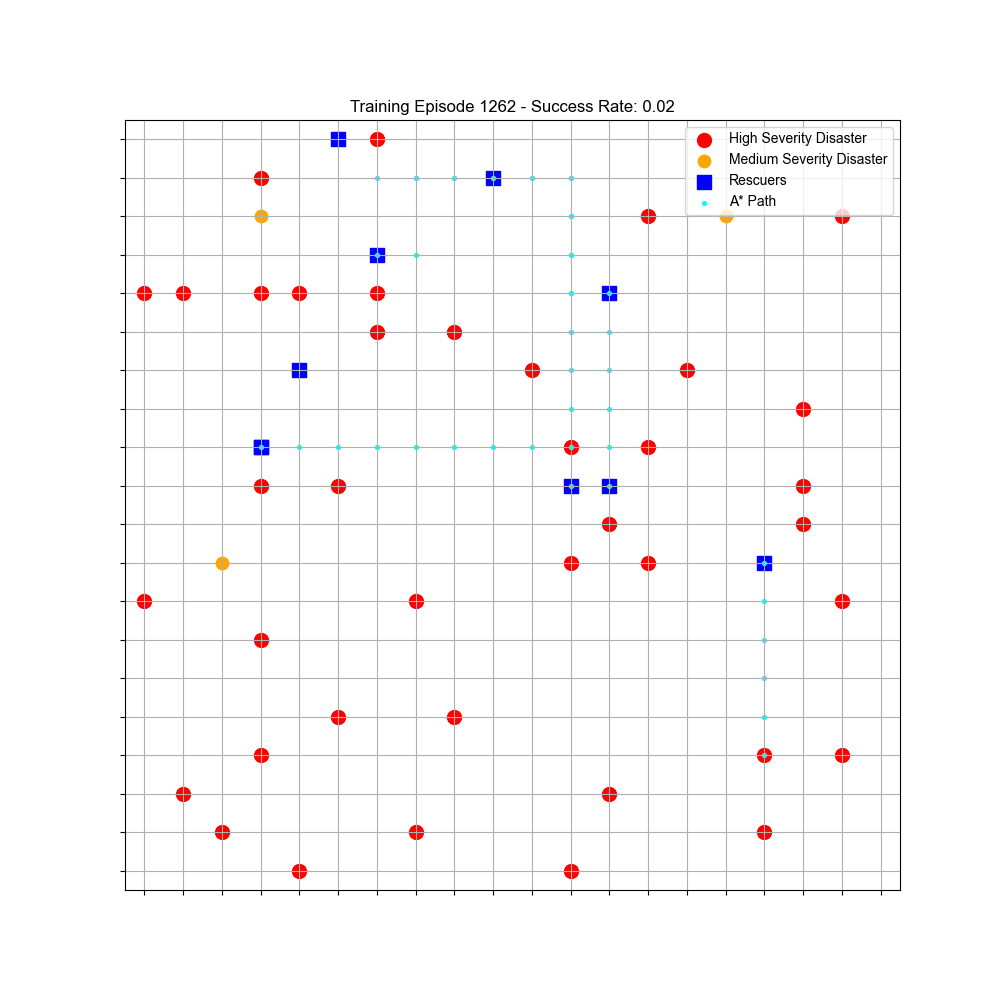 Training Episode 1262 - Success Rate: 0.02
High Severity Disaster
Medium Severity Disaster
Rescuers
A* Path